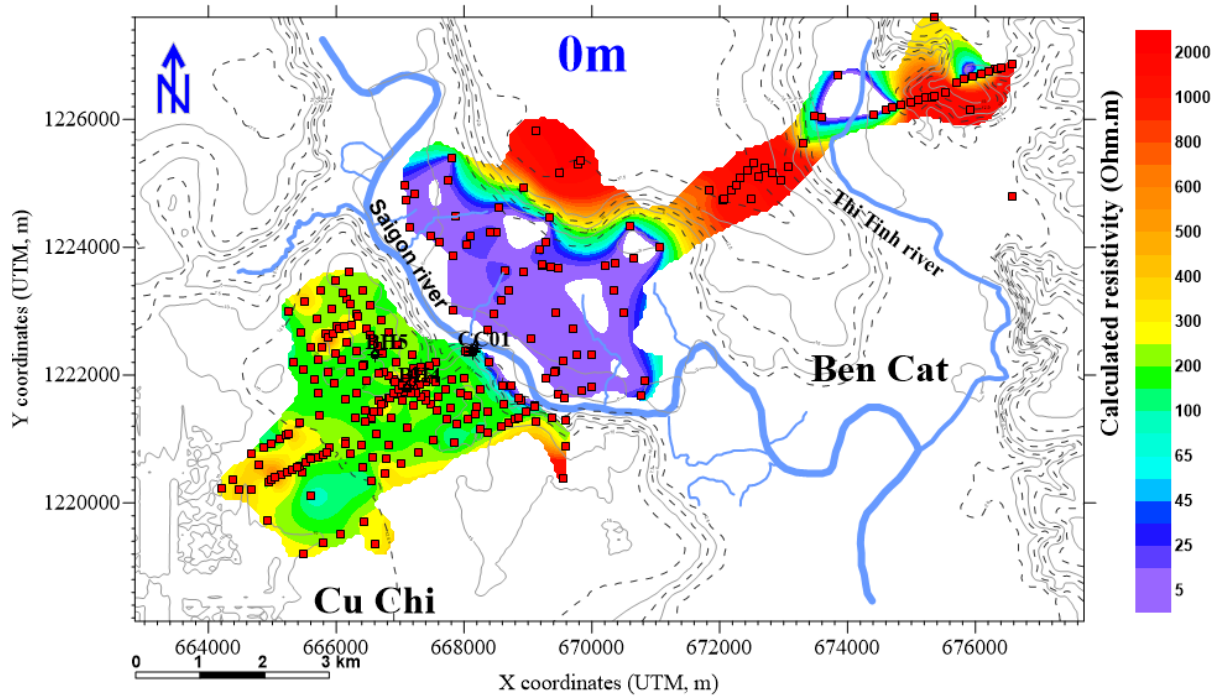 0m
N
1226000
1224000
1222000
1220000
Y coordinates (UTM, m)
Saigon river
Thi Tinh river
BH5
CC01
Ben Cat
Cu Chi
664000
666000
668000
670000
672000
674000
676000
0 1 2 3 km
X coordinates (UTM, m)
Calculated resistivity (Ohm.m)
2000
1000
800
600
500
400
300
200
100
65
45
25
5